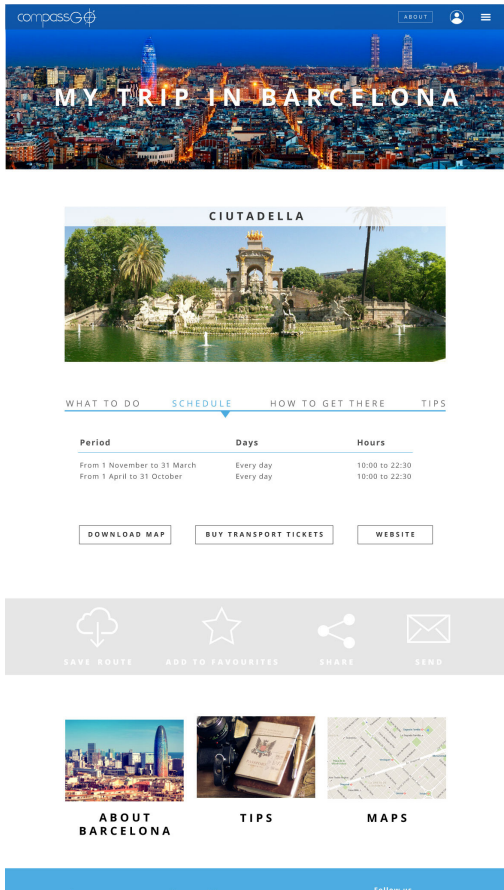 compassGO
ABOUT
MY TRIP IN BARCELONA
CIUTADELLA
WHAT TO DO SCHEDULE HOW TO GET THERE TIPS
Period Days Hours
From 1 November to 31 March Every day 10:00 to 22:30
From 1 April to 31 October Every day 10:00 to 22:30
DOWNLOAD MAP BUY TRANSPORT TICKETS WEBSITE
SAVE ROUTE ADD TO FAVOURITES SHARE SEND
ABOUT BARCELONA
TIPS
MAPS
Follow us